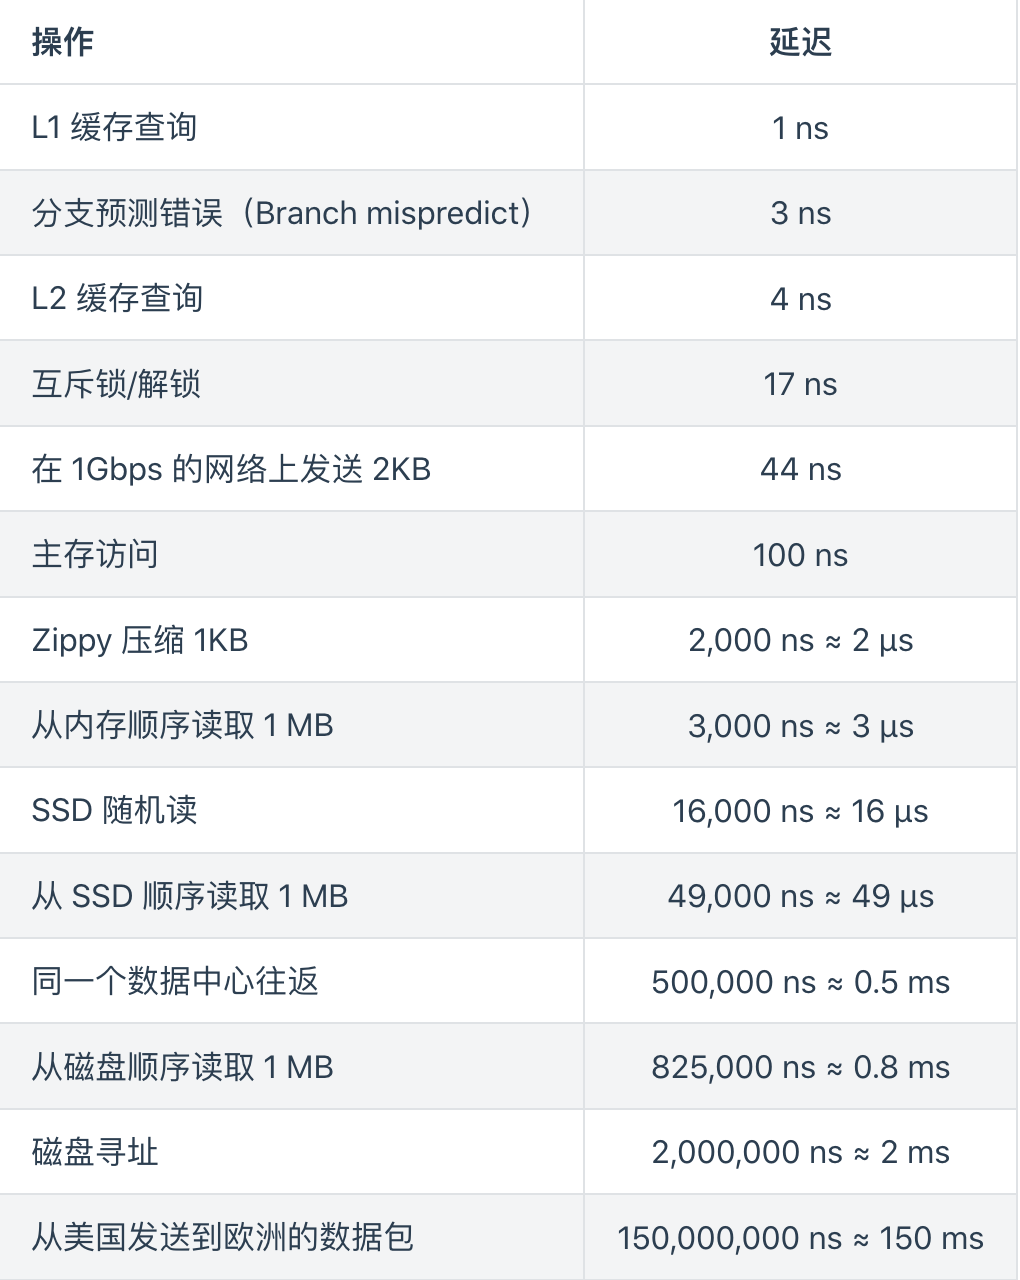 操作 延迟
L1 缓存查询 1 ns
分支预测错误（Branch mispredict） 3 ns
L2 缓存查询 4 ns
互斥锁/解锁 17 ns
在 1Gbps 的网络上发送 2KB 44 ns
主存访问 100 ns
Zippy 压缩 1KB 2,000 ns ≈ 2 μs
从内存顺序读取 1 MB 3,000 ns ≈ 3 μs
SSD 随机读 16,000 ns ≈ 16 μs
从 SSD 顺序读取 1 MB 49,000 ns ≈ 49 μs
同一个数据中心往返 500,000 ns ≈ 0.5 ms
从磁盘顺序读取 1 MB 825,000 ns ≈ 0.8 ms
磁盘寻址 2,000,000 ns ≈ 2 ms
从美国发送到欧洲的数据包 150,000,000 ns ≈ 150 ms